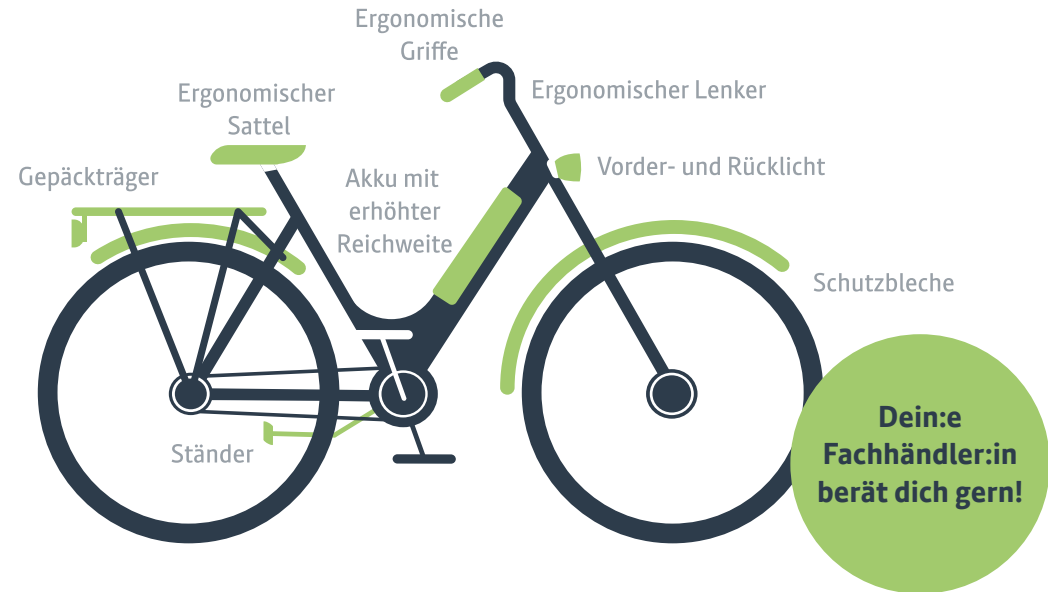 Ergonomische
Griffe
Ergonomischer Lenker
Ergonomischer
Sattel
Vorder- und Rücklicht
Gepäckträger
Akku mit
erhöhter
Reichweite
Schutzbleche
Ständer
Dein:e
Fachhändler:in
berät dich gern!